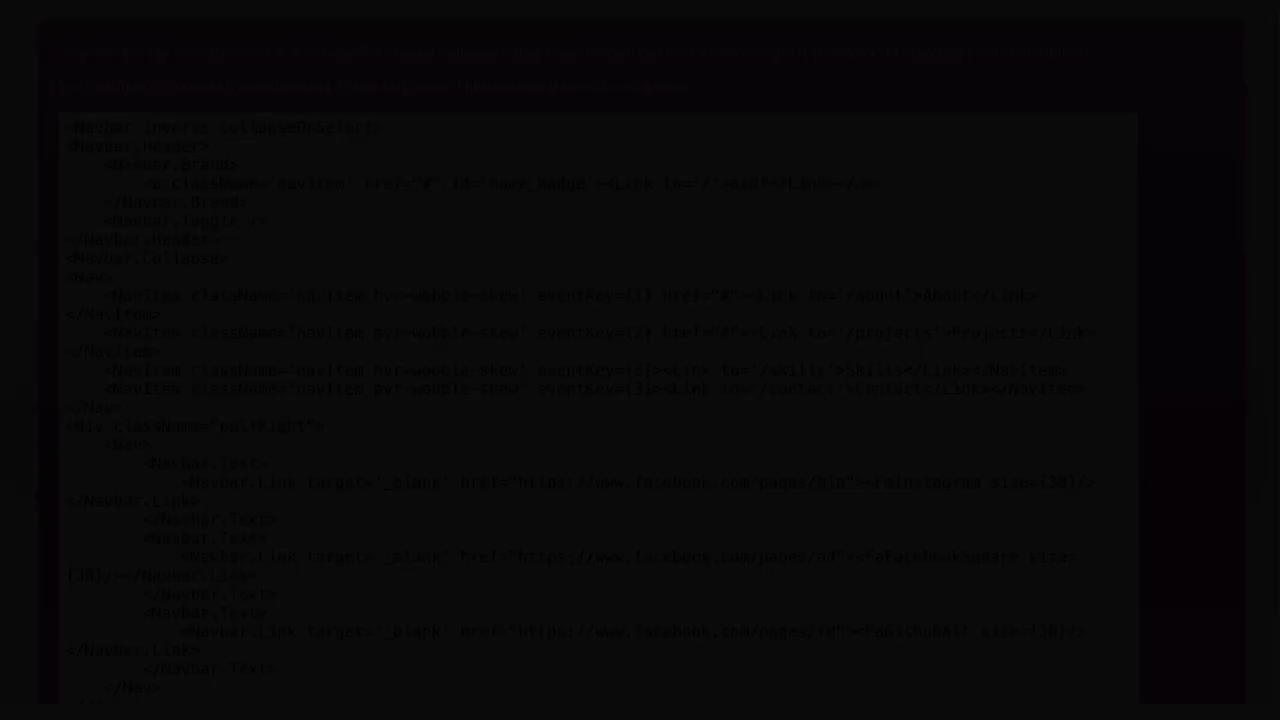 <Navbar inverse collapseOnSelect>
<Navbar.Header>
<Navbar.Brand>
<a className='navitem' href="#" id='name_badge'><Link to='/'>asdf</Link></a>
</Navbar.Brand>
<Navbar.Toggle />
</Navbar.Header>
<Navbar.Collapse>
<Nav>
<NavItem className='navitem hvr-wobble-skew' eventKey={1} href="#"><Link to='/about'>About</Link>
</NavItem>
<NavItem className='navitem hvr-wobble-skew' eventKey={2} href="#"><Link to='/projects'>Projects</Link>
</NavItem>
<NavItem className='navitem hvr-wobble-skew' eventKey={3}><Link to='/skills'>Skills</Link></NavItem>
<NavItem className='navitem hvr-wobble-skew' eventKey={3}><Link to='/contact'>Contact</Link></NavItem>
</Nav>
<div className="pullRight">
<Nav>
<Navbar.Text>
<Navbar.Link target='_blank' href="https://www.facebook.com/pages/ ><FaInstagram size={30}/>
</Navbar.Link>
</Navbar.Text>
<Navbar.Text>
<Navbar.Link target='_blank' href="https://www.facebook.com/pages/ ><FaFacebookSquare size=
{30}/></Navbar.Link>
</Navbar.Text>
<Navbar.Text>
<Navbar.Link target='_blank' href="https://www.facebook.com/pages/ ><FaGithubAlt size={30}/>
</Navbar.Link>
</Navbar.Text>
</Nav>